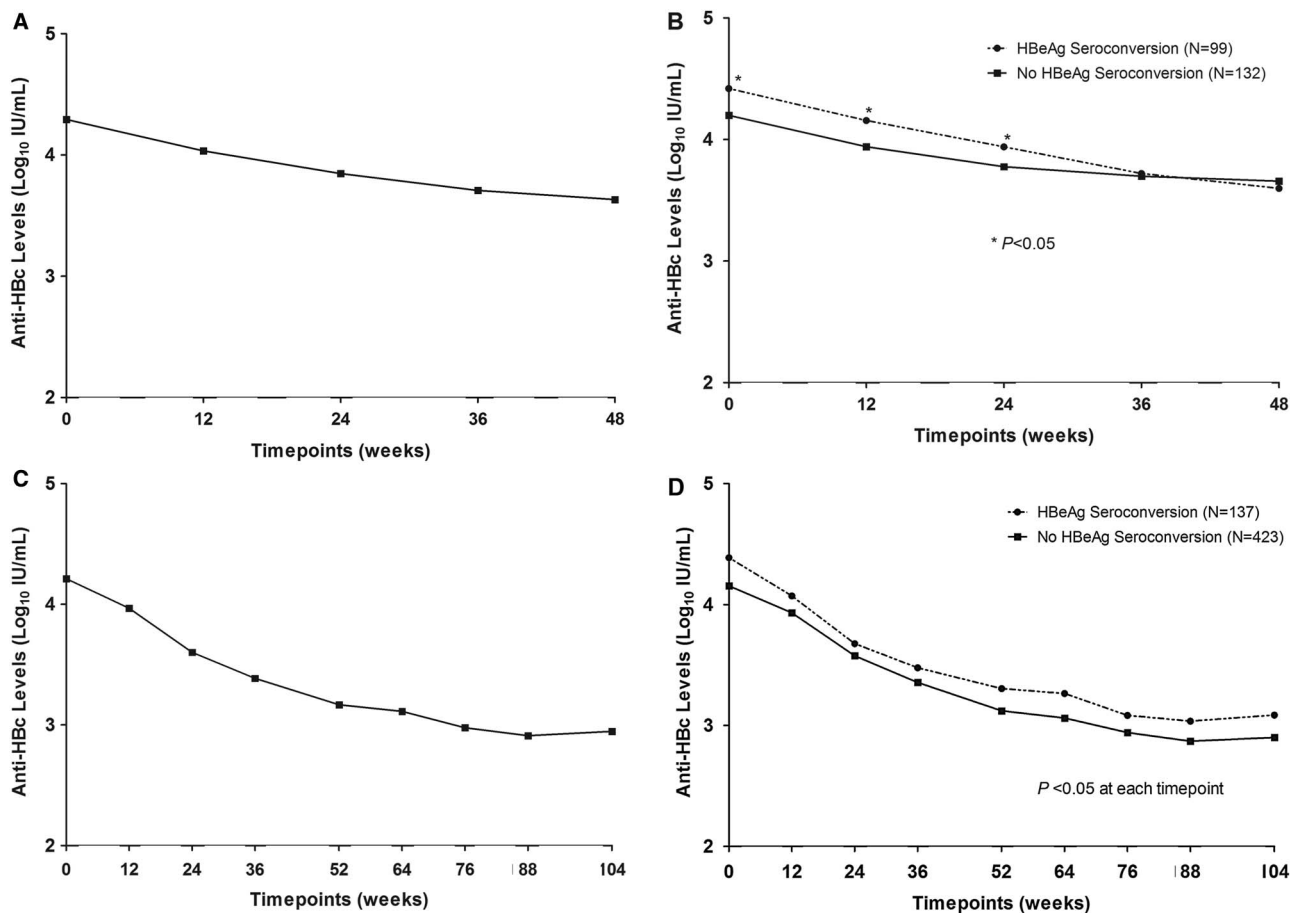 A
Anti-HBc Levels (Log10 IU/mL)
5
4
3
2
0 12 24 36 48
Timepoints (weeks)
B
Anti-HBc Levels (Log10 IU/mL)
5
4
3
2
HBeAg Seroconversion (N=99)
No HBeAg Seroconversion (N=132)
* 
*
*
* P<0.05
0 12 24 36 48
Timepoints (weeks)
C
Anti-HBc Levels (Log10 IU/mL)
5
4
3
2
0 12 24 36 52 64 76 88 104
Timepoints (weeks)
D
Anti-HBc Levels (Log10 IU/mL)
5
4
3
2
HBeAg Seroconversion (N=137)
No HBeAg Seroconversion (N=423)
P <0.05 at each timepoint
0 12 24 36 52 64 76 88 104
Timepoints (weeks)